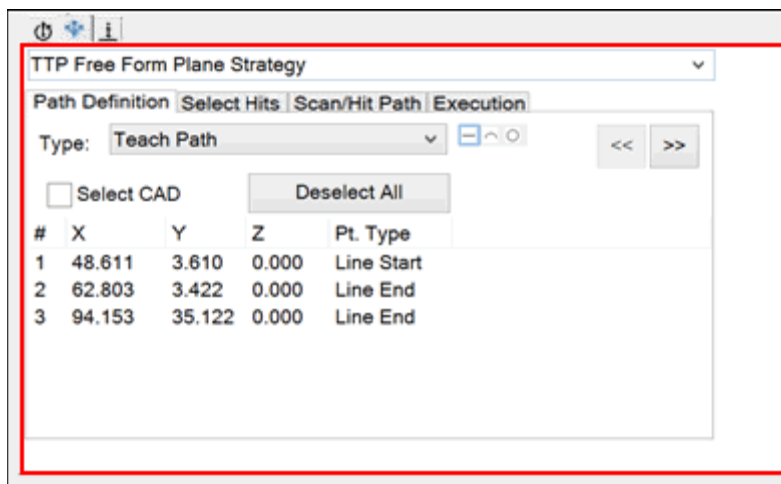 TTP Free Form Plane Strategy
Path Definition Select Hits Scan/Hit Path Execution
Type: Teach Path << >>
Select CAD Deselect All
# X Y Z Pt. Type
1 48.611 3.610 0.000 Line Start
2 62.803 3.422 0.000 Line End
3 94.153 35.122 0.000 Line End